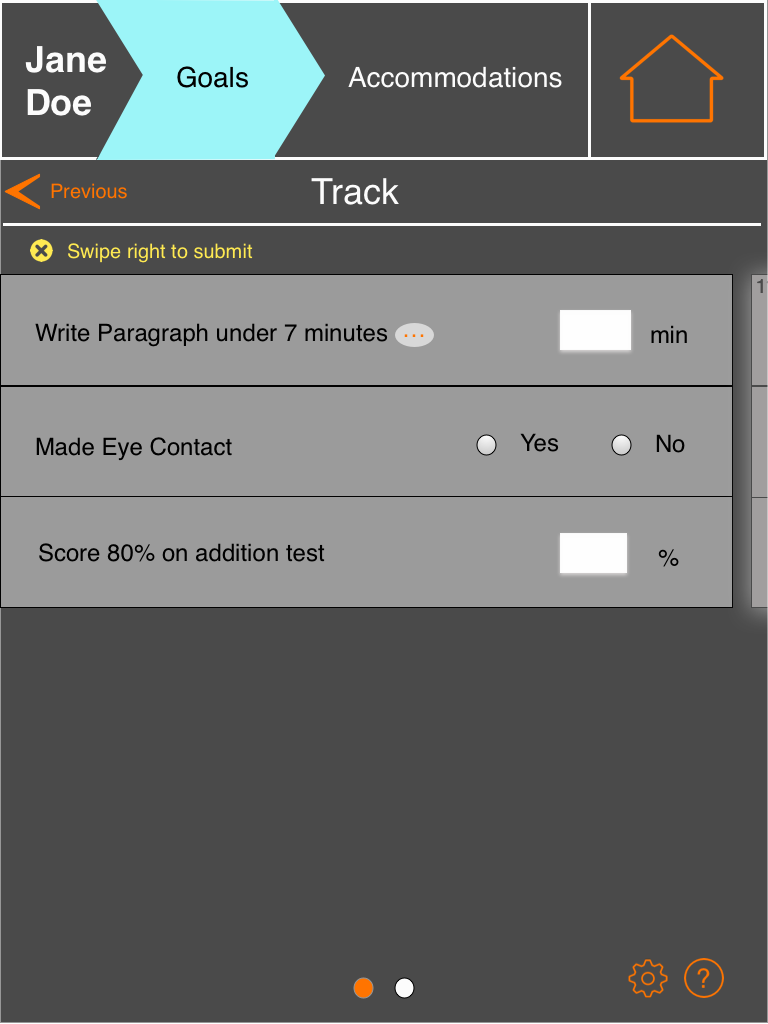 Jane
Doe
Goals
Accommodations
Previous
Track
Swipe right to submit
Write Paragraph under 7 minutes ...
min
Made Eye Contact
Yes
No
Score 80% on addition test
%
?